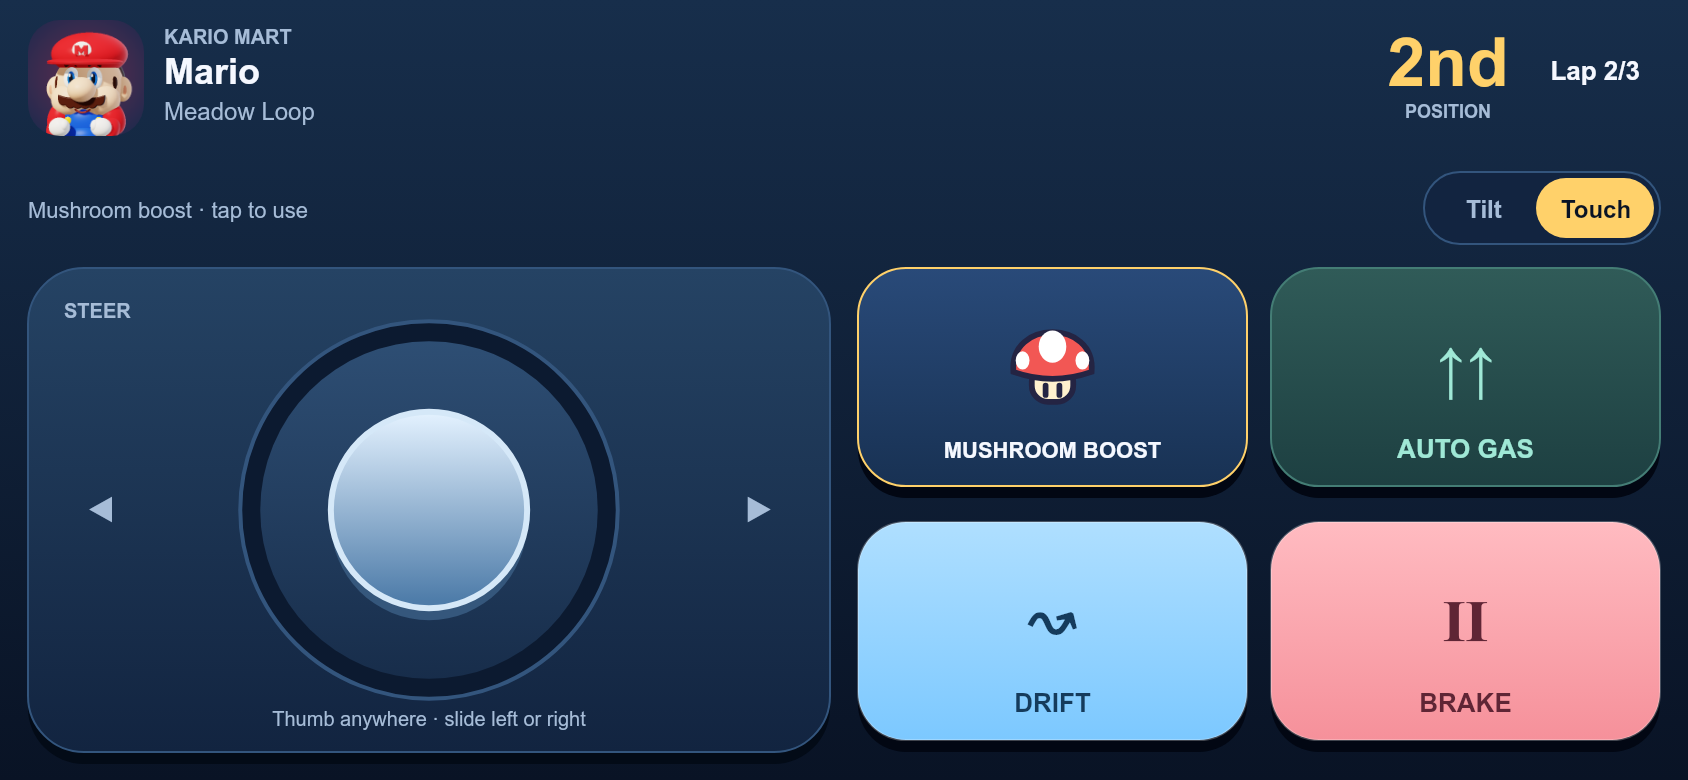 KARIO MART
Mario
Meadow Loop
2nd
POSITION
Lap 2/3
Mushroom boost · tap to use
Tilt
Touch
STEER
◀
▶
Thumb anywhere · slide left or right
MUSHROOM BOOST
↑↑
AUTO GAS
↝
DRIFT
II
BRAKE